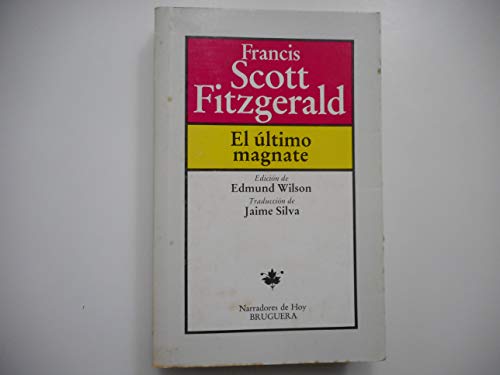 Francis
Scott
Fitzgerald
El último
magnate
Edición de
Edmund Wilson
Traducción de
Jaime Silva
Narradores de Hoy
BRUGUERA